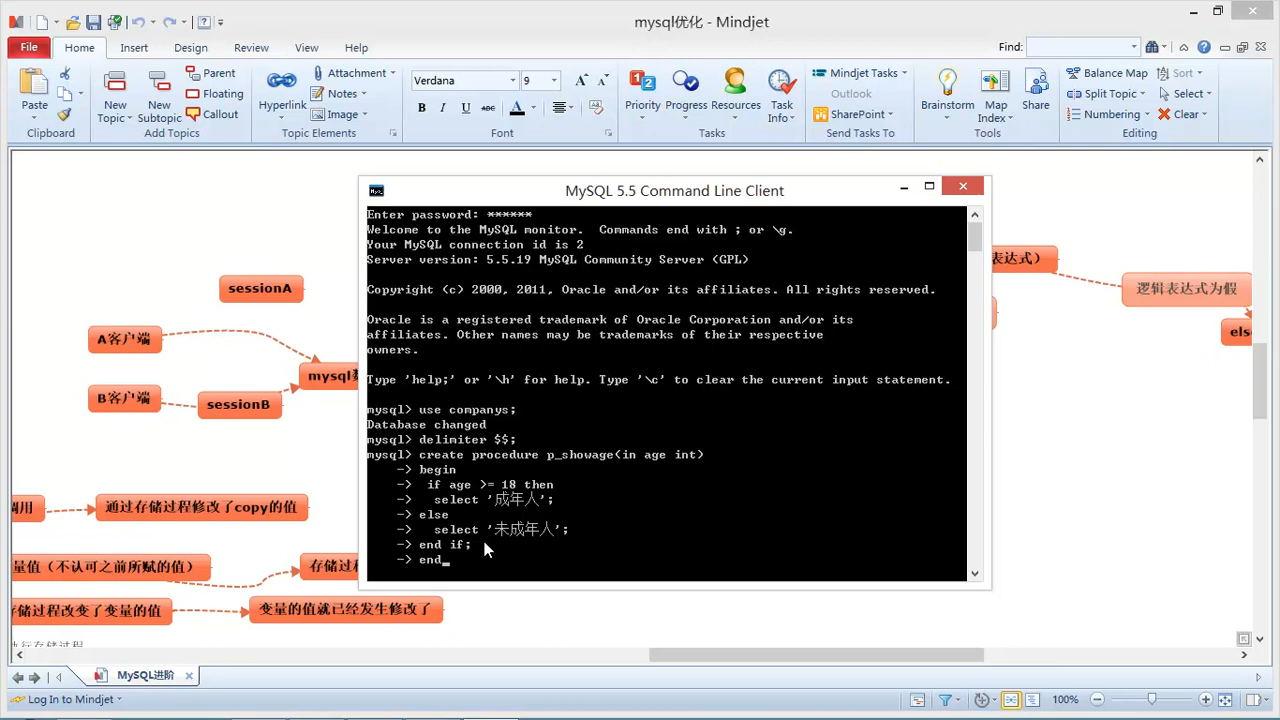 mysql优化 - Mindjet
File
Home
Insert
Design
Review
View
Help
Find:
Paste
Clipboard
New Topic
New Subtopic
Parent
Floating
Callout
Add Topics
Hyperlink
Attachment
Notes
Image
Topic Elements
Verdana
9
B I U abc A
Font
Priority
Progress
Resources
Task Info
Tasks
Mindjet Tasks
Outlook
SharePoint
Send Tasks To
Brainstorm
Map Index
Share
Tools
Balance Map
Split Topic
Numbering
Sort
Select
Clear
Editing
sessionA
A客户端
B客户端
sessionB
调用
通过存储过程修改了copy的值
量值（不认可之前所赋的值）
存储过程改变了变量的值
变量的值就已经发生修改了
表达式）
逻辑表达式为假
MySQL 5.5 Command Line Client
Enter password: ******
Welcome to the MySQL monitor.  Commands end with ; or \g.
Your MySQL connection id is 2
Server version: 5.5.19 MySQL Community Server (GPL)
Copyright (c) 2000, 2011, Oracle and/or its affiliates. All rights reserved.
Oracle is a registered trademark of Oracle Corporation and/or its
affiliates. Other names may be trademarks of their respective
owners.
Type 'help;' or '\h' for help. Type '\c' to clear the current input statement.
mysql> use companys;
Database changed
mysql> delimiter $$;
mysql> create procedure p_showage(in age int)
    -> begin
    ->  if age >= 18 then
    ->   select '成年人';
    -> else
    ->   select '未成年人';
    -> end if;
    -> end
MySQL进阶
Log In to Mindjet
100%